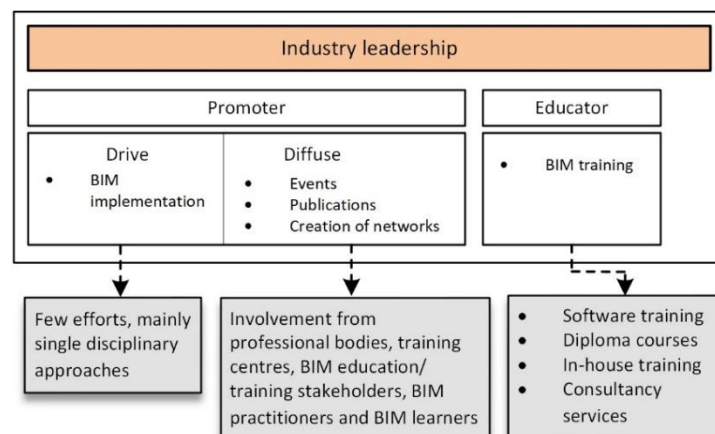 Industry leadership
Promoter
Educator
Drive
• BIM
implementation
Diffuse
• Events
• Publications
• Creation of networks
• BIM training
Few efforts, mainly
single disciplinary
approaches
Involvement from
professional bodies, training
centres, BIM education/
training stakeholders, BIM
practitioners and BIM learners
• Software training
• Diploma courses
• In-house training
• Consultancy
services